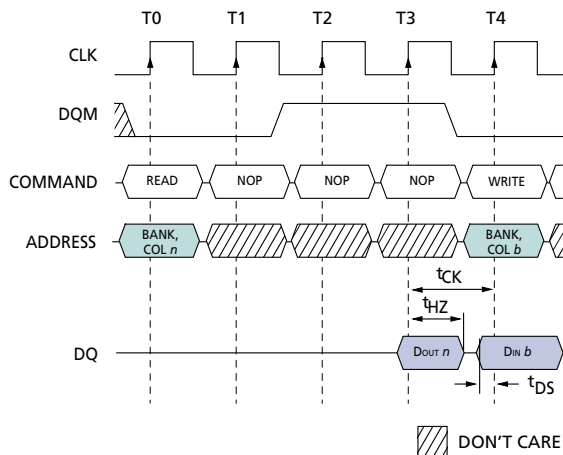 T0 T1 T2 T3 T4
CLK
DQM
COMMAND READ NOP NOP NOP WRITE
ADDRESS BANK, COL n BANK, COL b
tCK
tHZ
DQ DOUT n DIN b
tDS
DON'T CARE